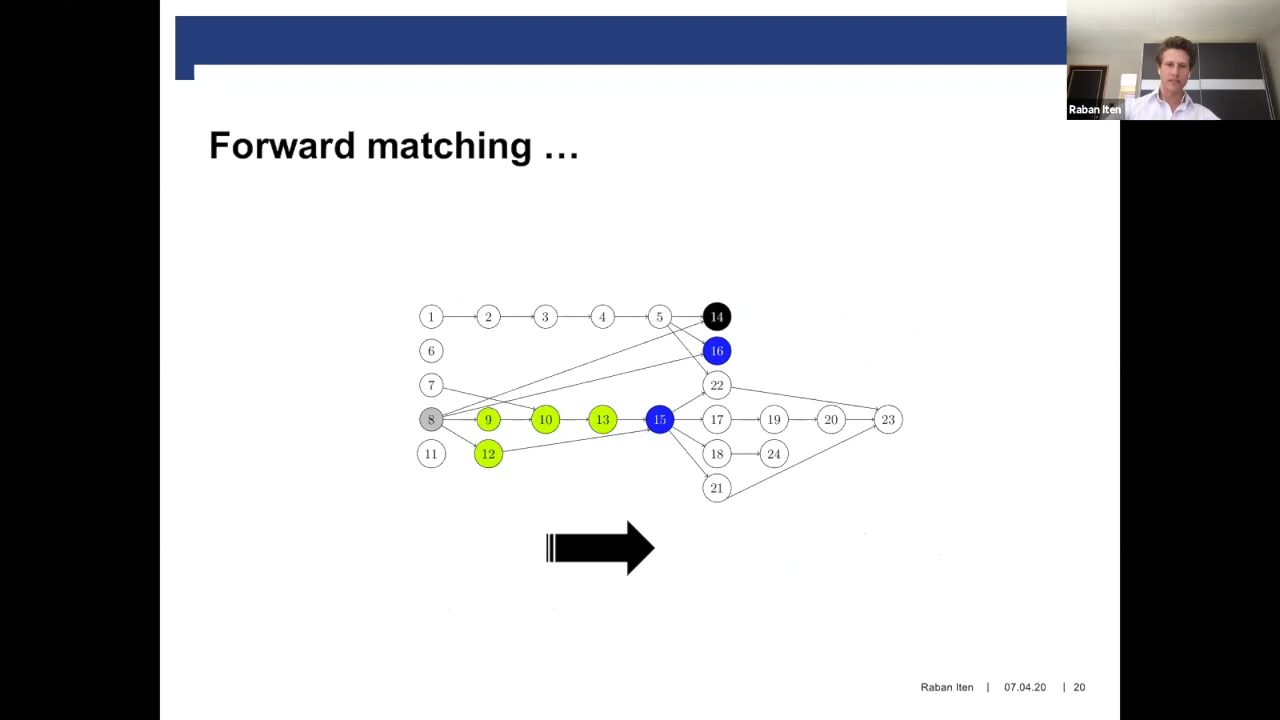 Raban Iten
Forward matching …
1 2 3 4 5 14
6 16
7 22
8 9 10 13 15 17 19 20 23
11 12 18 24
21
Raban Iten | 07.04.20 | 20